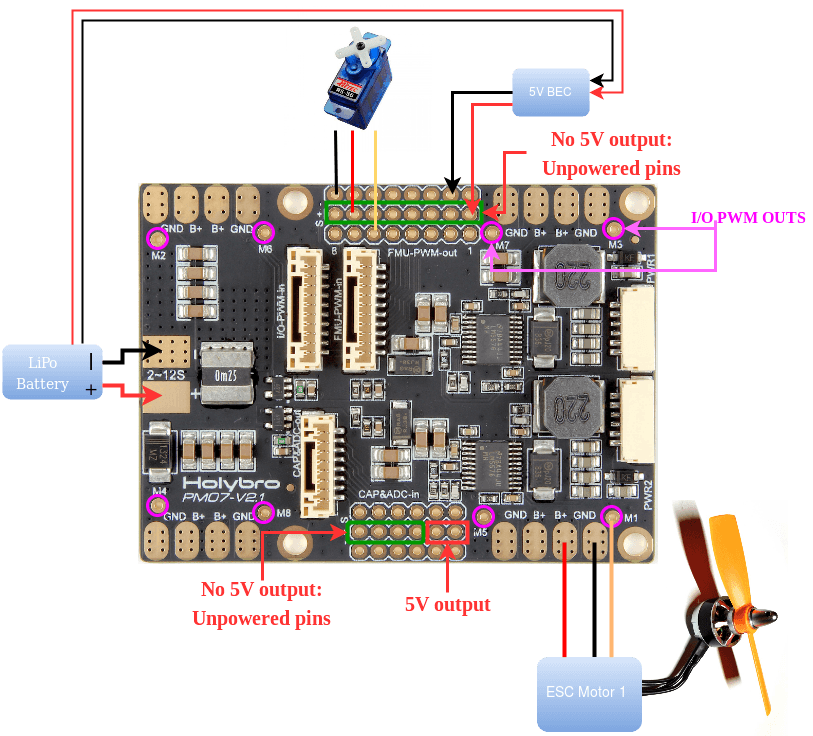 5V BEC
No 5V output:
Unpowered pins
I/O PWM OUTS
GND B+ B+ GND
M2
M6
S + -
8 FMU-PWM-out 1
GND B+ B+ GND
M7
M3
PWR1
I/O-PWM-in
FMU-PWM-in
220
LiPo
Battery
2~12S
0m25
CAP&ADC-out
220
Holybro
PM07-V2.1
PWR2
M4
GND B+ B+ GND
M8
CAP&ADC-in
S
GND B+ B+ GND
M5
M1
No 5V output:
Unpowered pins
5V output
ESC Motor 1